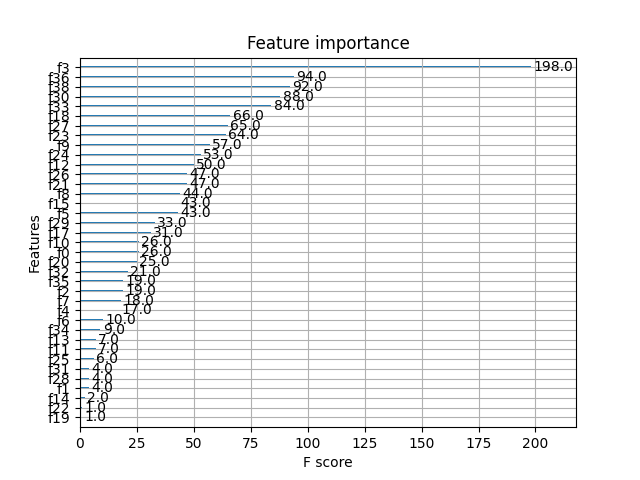 Feature importance
f3 198.0
f36 94.0
f38 92.0
f30 88.0
f33 84.0
f18 66.0
f27 65.0
f23 64.0
f9 57.0
f24 53.0
f12 50.0
f26 47.0
f21 47.0
f8 44.0
f15 43.0
f5 43.0
f29 33.0
f17 31.0
f10 26.0
f0 26.0
f20 25.0
f32 21.0
f35 19.0
f2 19.0
f7 18.0
f4 17.0
f6 10.0
f34 9.0
f13 7.0
f11 7.0
f25 6.0
f31 4.0
f28 4.0
f1 4.0
f14 2.0
f22 1.0
f19 1.0
Features
0 25 50 75 100 125 150 175 200
F score